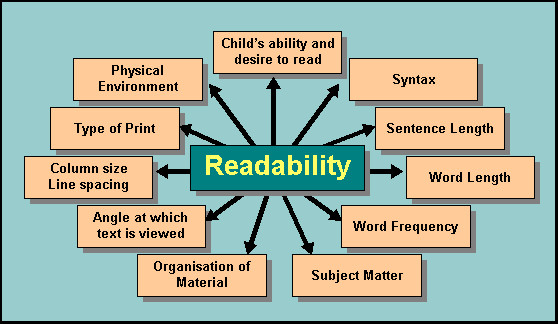 Child's ability and
desire to read
Physical
Environment
Syntax
Type of Print
Sentence Length
Readability
Column size
Line spacing
Word Length
Angle at which
text is viewed
Word Frequency
Organisation of
Material
Subject Matter